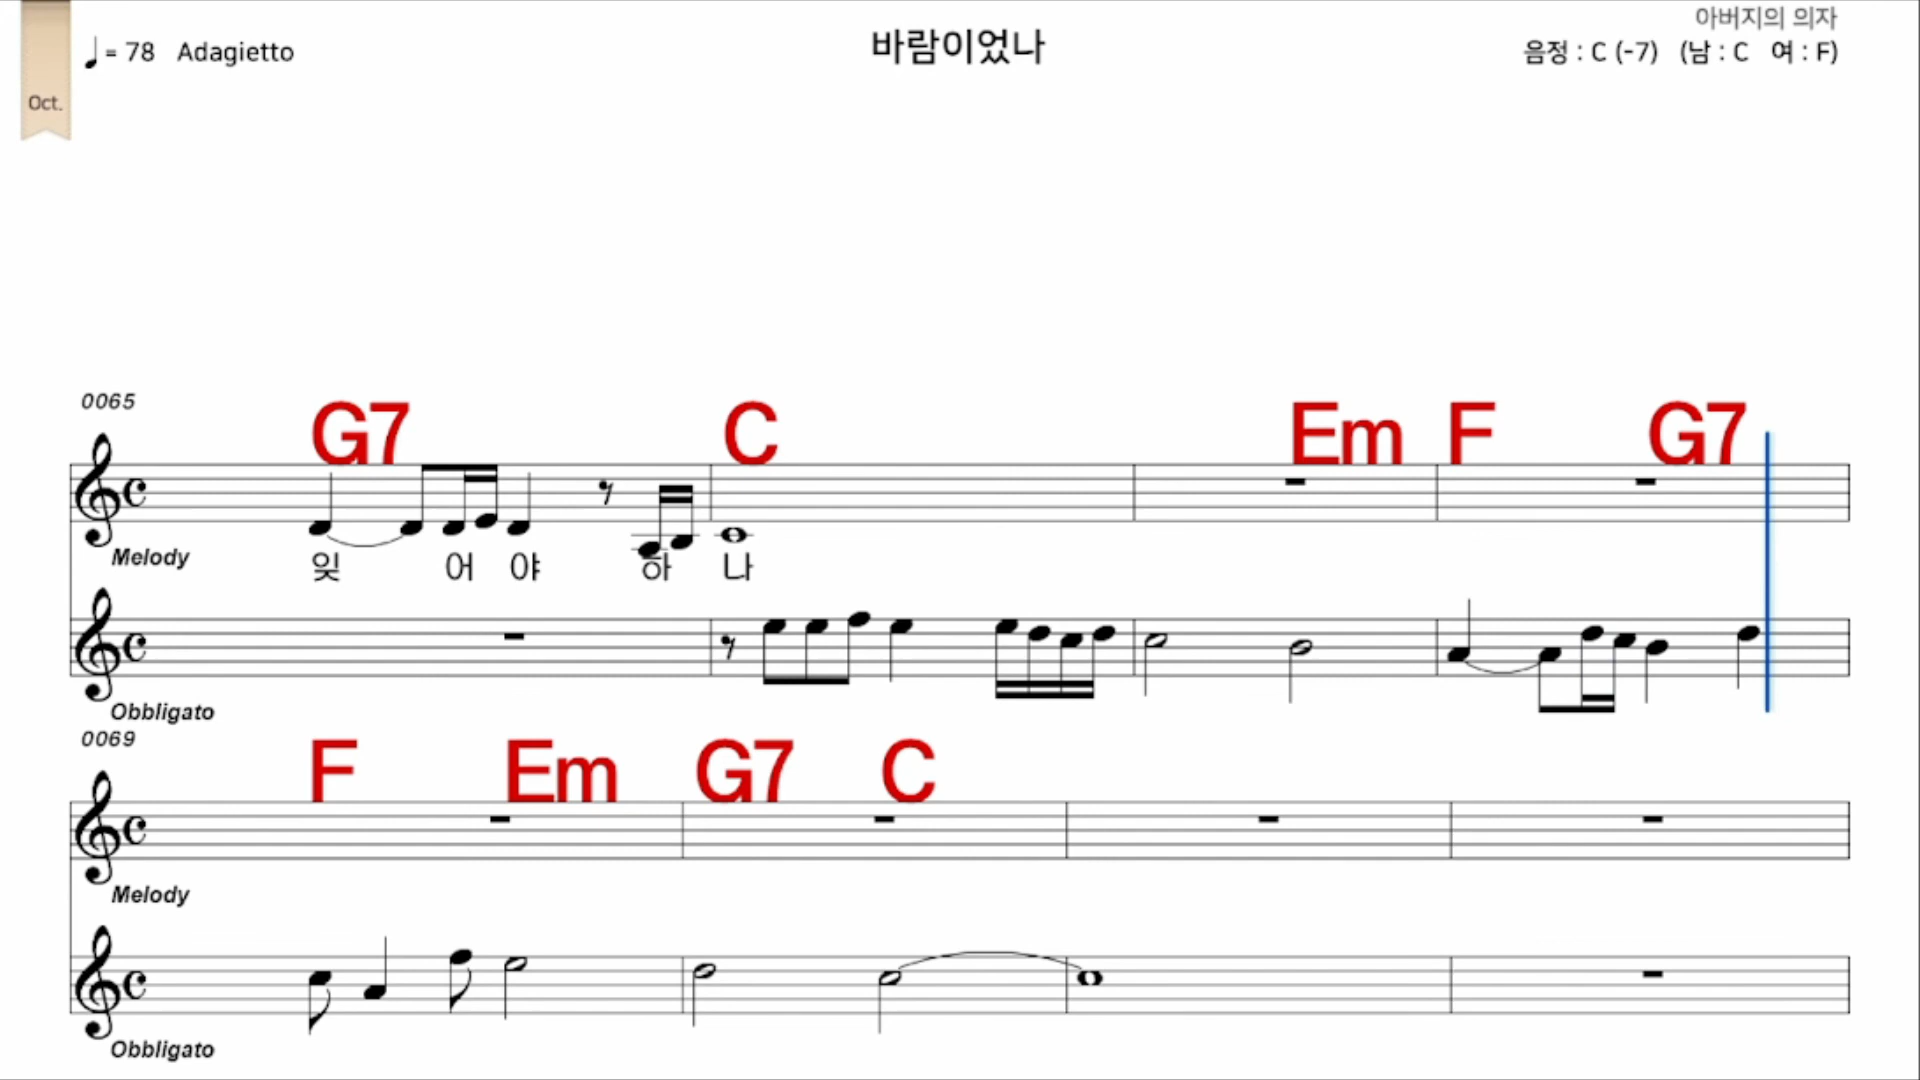 아버지의 의자
♩= 78 Adagietto
바람이었나
음정 : C (-7) (남 : C 여 : F)
Oct.
0065
G7 C Em F G7
Melody
잊 어 야 하 나
Obbligato
0069
F Em G7 C
Melody
Obbligato